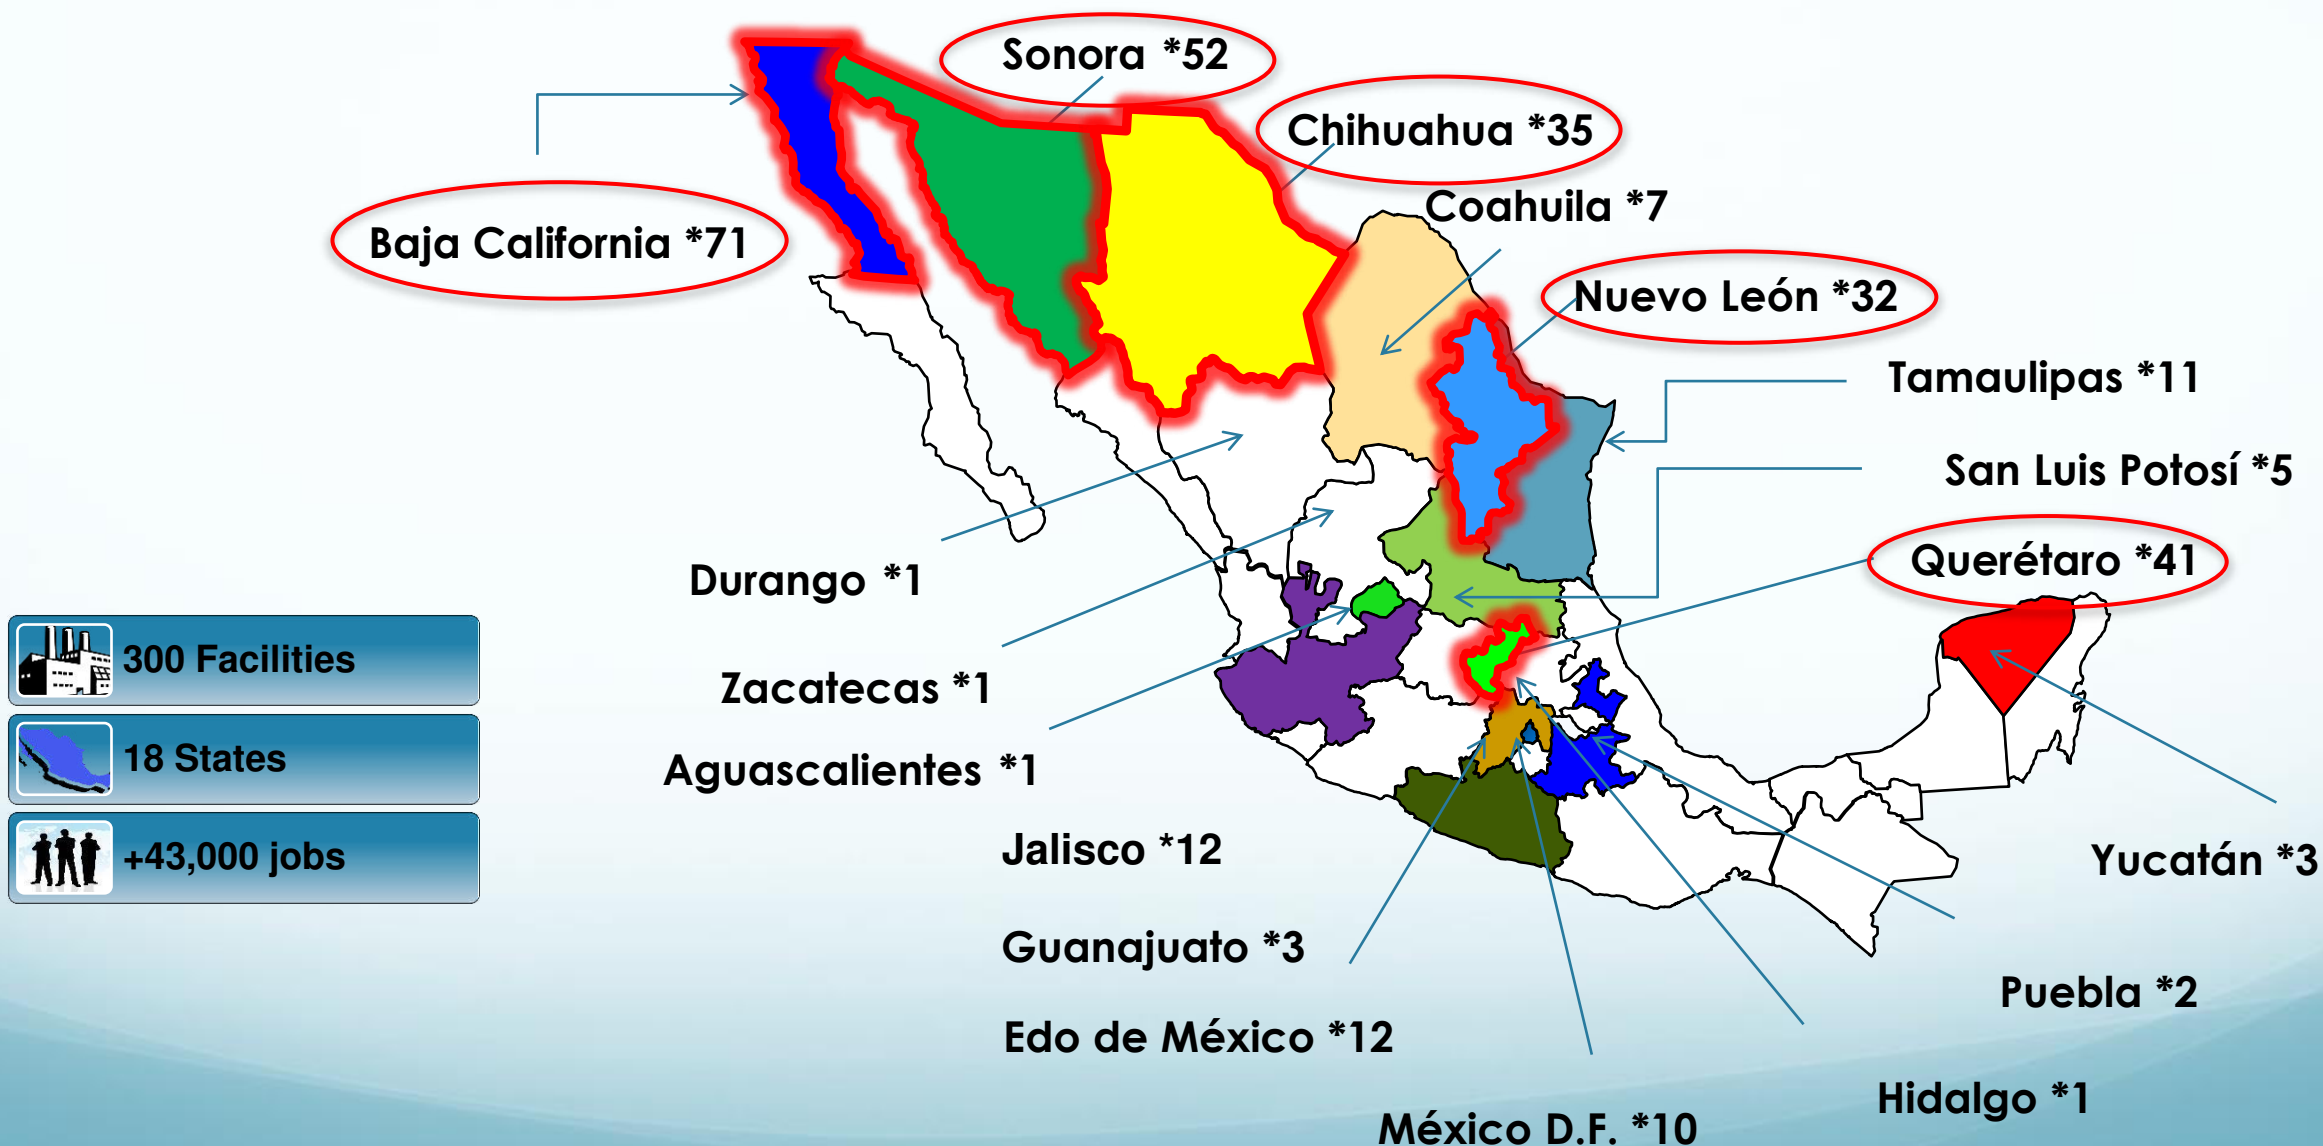 Sonora *52
Chihuahua *35
Coahuila *7
Baja California *71
Nuevo León *32
Tamaulipas *11
San Luis Potosí *5
Querétaro *41
Durango *1
300 Facilities
Zacatecas *1
18 States
Aguascalientes *1
+43,000 jobs
Jalisco *12
Yucatán *3
Guanajuato *3
Puebla *2
Edo de México *12
Hidalgo *1
México D.F. *10